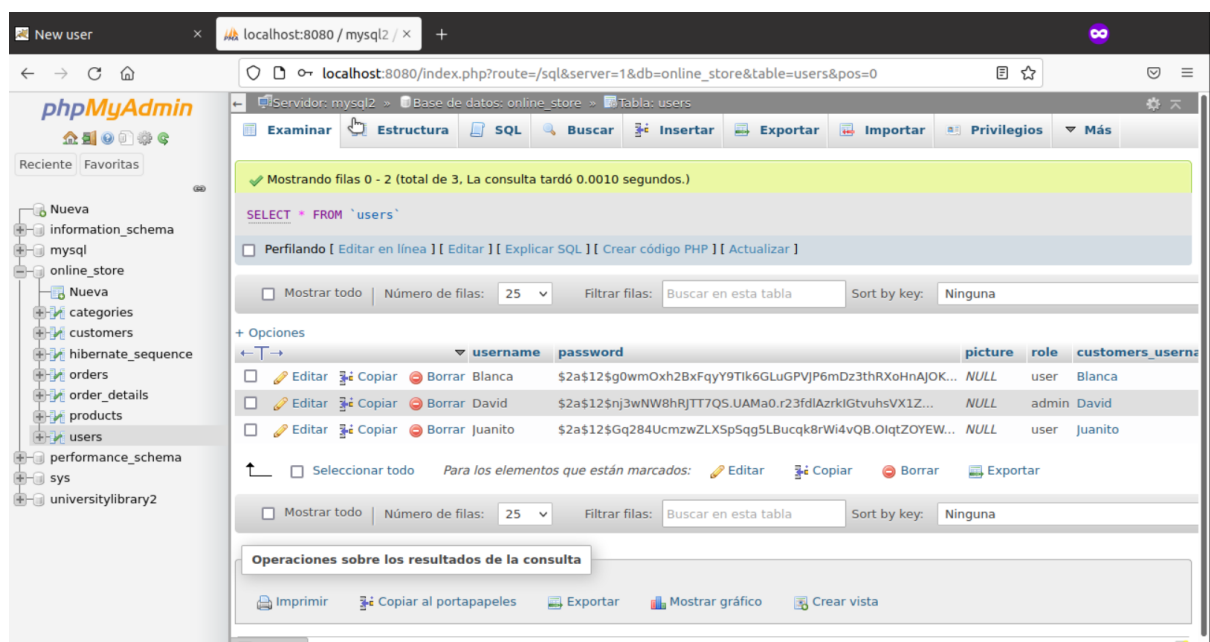 New user × localhost:8080 / mysql2 / × +
localhost:8080/index.php?route=/sql&server=1&db=online_store&table=users&pos=0
phpMyAdmin
Reciente Favoritas
Nueva
information_schema
mysql
online_store
Nueva
categories
customers
hibernate_sequence
orders
order_details
products
users
performance_schema
sys
universitylibrary2
Servidor: mysql2 » Base de datos: online_store » Tabla: users
Examinar Estructura SQL Buscar Insertar Exportar Importar Privilegios Más
Mostrando filas 0 - 2 (total de 3, La consulta tardó 0.0010 segundos.)
SELECT * FROM `users`
Perfilando [ Editar en línea ] [ Editar ] [ Explicar SQL ] [ Crear código PHP ] [ Actualizar ]
Mostrar todo | Número de filas: 25 Filtrar filas: Buscar en esta tabla Sort by key: Ninguna
+ Opciones
←T→ username password picture role customers_userna
Editar Copiar Borrar Blanca $2a$12$g0wmOxh2BxFqyY9Tlk6GLuGPVJP6mDz3thRXoHnAJOK... NULL user Blanca
Editar Copiar Borrar David $2a$12$nj3wNW8hRJTT7QS.UAMa0.r23fdlAzrkIGtvuhsVX1Z... NULL admin David
Editar Copiar Borrar Juanito $2a$12$Gq284UcmzwZLXSpSqg5LBucqk8rWi4vQB.OIqtZOYEW... NULL user Juanito
Seleccionar todo Para los elementos que están marcados: Editar Copiar Borrar Exportar
Mostrar todo | Número de filas: 25 Filtrar filas: Buscar en esta tabla Sort by key: Ninguna
Operaciones sobre los resultados de la consulta
Imprimir Copiar al portapapeles Exportar Mostrar gráfico Crear vista